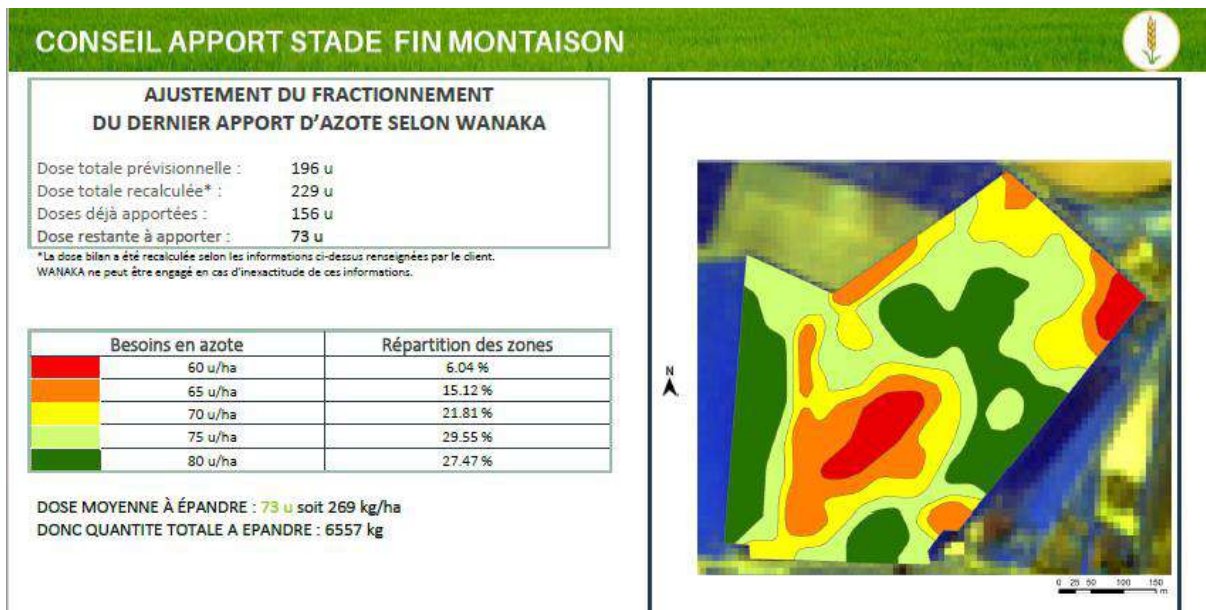 CONSEIL APPORT STADE FIN MONTAISON
AJUSTEMENT DU FRACTIONNEMENT
DU DERNIER APPORT D'AZOTE SELON WANAKA
Dose totale prévisionnelle : 196 u
Dose totale recalculée* : 229 u
Doses déjà apportées : 156 u
Dose restante à apporter : 73 u
*La dose bilan a été recalculée selon les informations ci-dessus renseignées par le client.
WANAKA ne peut être engagé en cas d'inexactitude de ces informations.
Besoins en azote Répartition des zones
60 u/ha 6.04 %
65 u/ha 15.12 %
70 u/ha 21.81 %
75 u/ha 29.55 %
80 u/ha 27.47 %
DOSE MOYENNE À ÉPANDRE : 73 u soit 269 kg/ha
DONC QUANTITE TOTALE A EPANDRE : 6557 kg
N
0 25 50 100 150
m